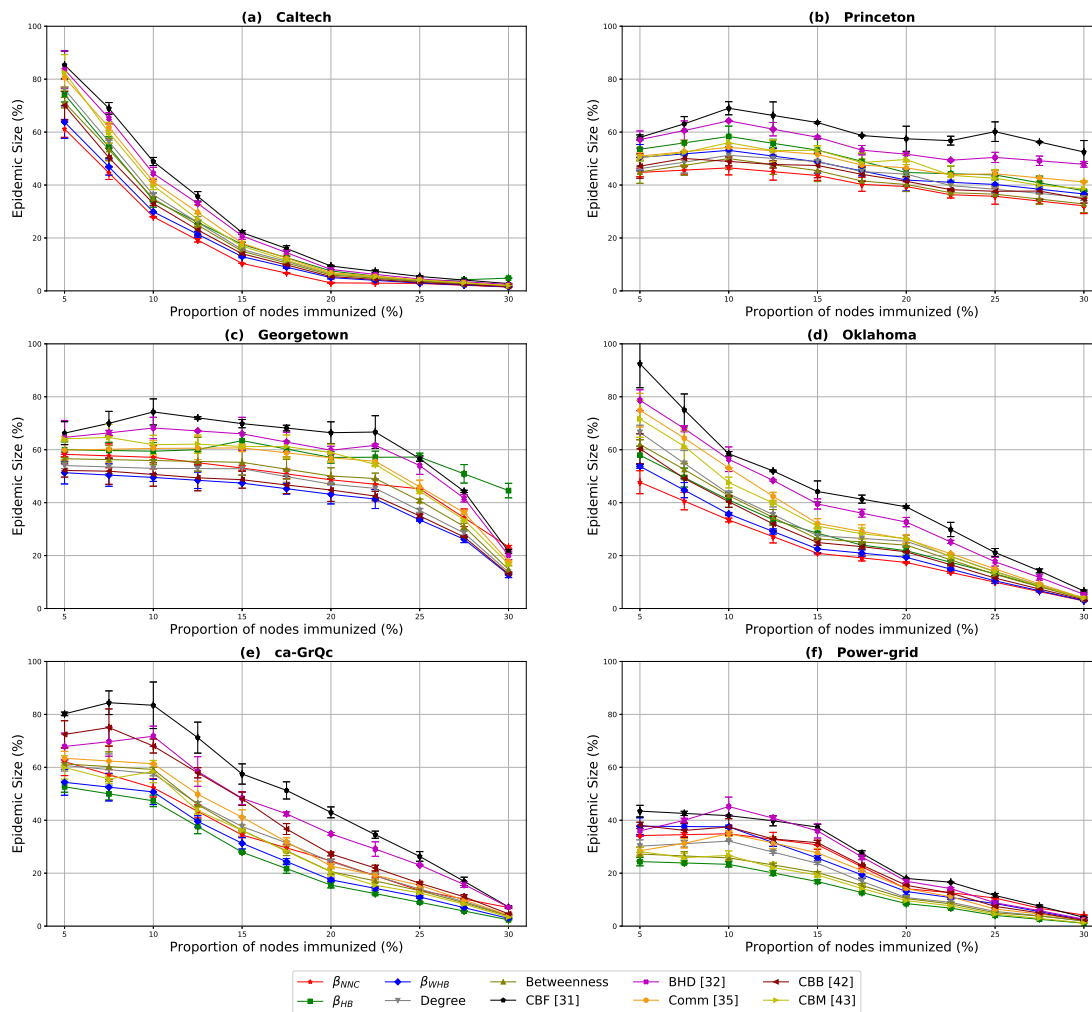 (a) Caltech
100
80
60
40
20
0
5 10 15 20 25 30
Epidemic Size (%)
Proportion of nodes immunized (%)
(b) Princeton
100
80
60
40
20
0
5 10 15 20 25 30
Epidemic Size (%)
Proportion of nodes immunized (%)
(c) Georgetown
100
80
60
40
20
0
5 10 15 20 25 30
Epidemic Size (%)
Proportion of nodes immunized (%)
(d) Oklahoma
100
80
60
40
20
0
5 10 15 20 25 30
Epidemic Size (%)
Proportion of nodes immunized (%)
(e) ca-GrQc
100
80
60
40
20
0
5 10 15 20 25 30
Epidemic Size (%)
Proportion of nodes immunized (%)
(f) Power-grid
100
80
60
40
20
0
5 10 15 20 25 30
Epidemic Size (%)
Proportion of nodes immunized (%)
β_NNC β_WHB Betweenness BHD [32] CBB [42]
β_HB Degree CBF [31] Comm [35] CBM [43]